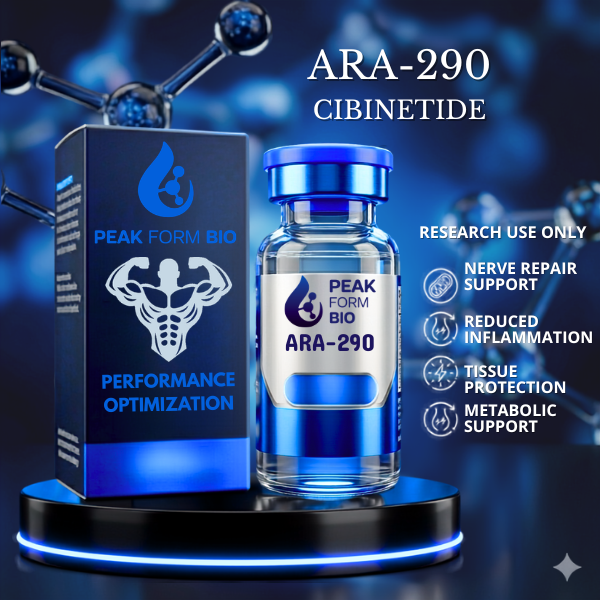 ARA-290
CIBINETIDE
PEAK FORM BIO
PERFORMANCE
OPTIMIZATION
PEAK
FORM
BIO
ARA-290
RESEARCH USE ONLY
NERVE REPAIR
SUPPORT
REDUCED
INFLAMMATION
TISSUE
PROTECTION
METABOLIC
SUPPORT